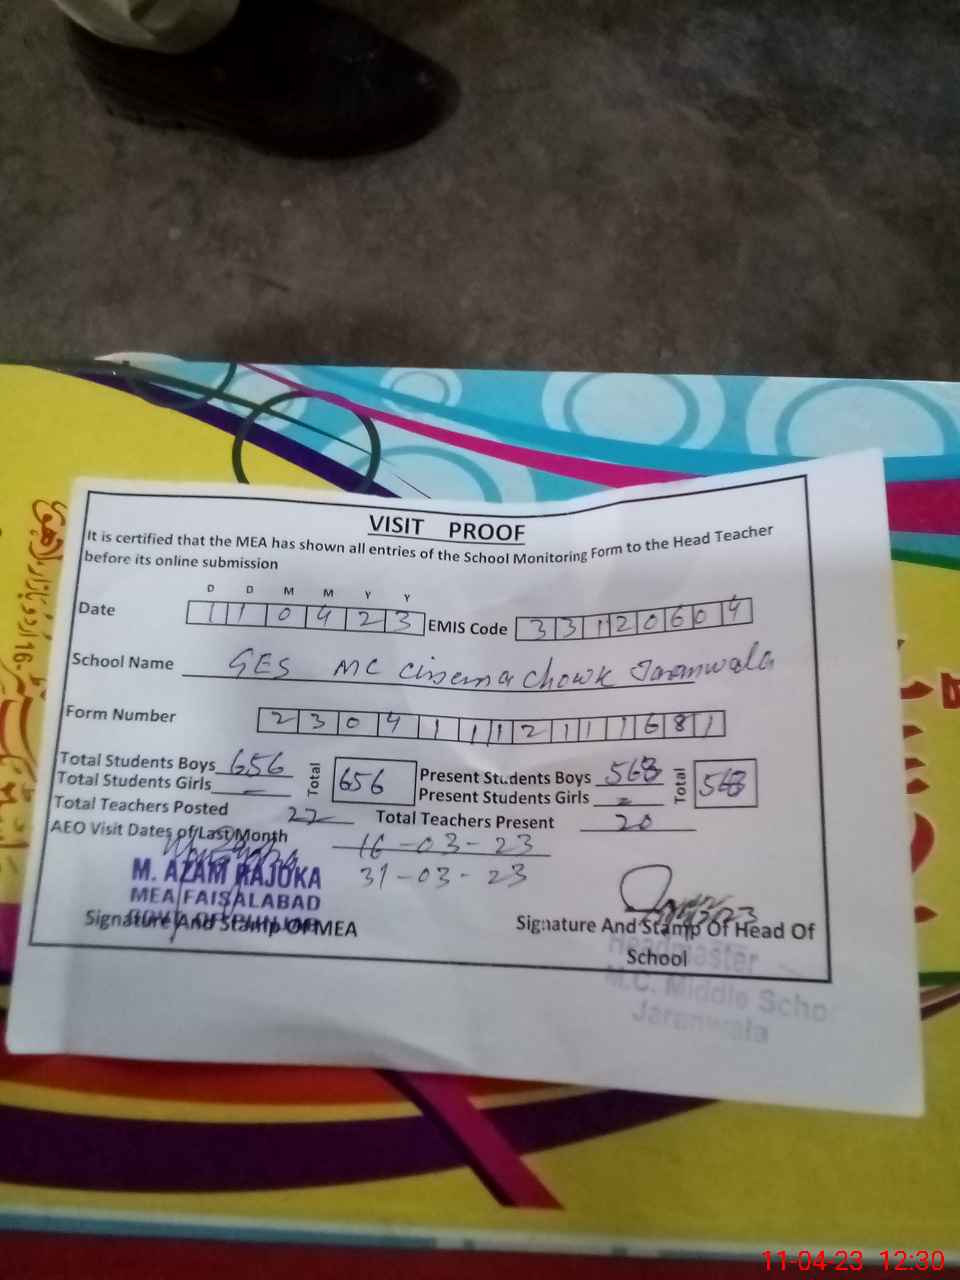 VISIT PROOF
It is certified that the MEA has shown all entries of the School Monitoring Form to the Head Teacher
before its online submission
D D M M Y Y
Date 1 1 0 4 2 3 EMIS Code 3 3 1 2 0 6 0 4
School Name GES MC Cinema Chowk Jaranwala
Form Number 2 3 0 4 1 1 1 2 1 1 1 6 8 1
Total Students Boys 656 Total 656 Present Students Boys 568 Total 568
Total Students Girls - Present Students Girls -
Total Teachers Posted 22 Total Teachers Present 20
AEO Visit Dates of Last Month 16-03-23
31-03-23
M. AZAM RAJOKA
MEA FAISALABAD
GOVT OF PUNJAB
Signature And Stamp Of MEA
Signature And Stamp Of Head Of
School
Headmaster
M.C. Middle Scho
Jaranwala
11-04-23 12:30